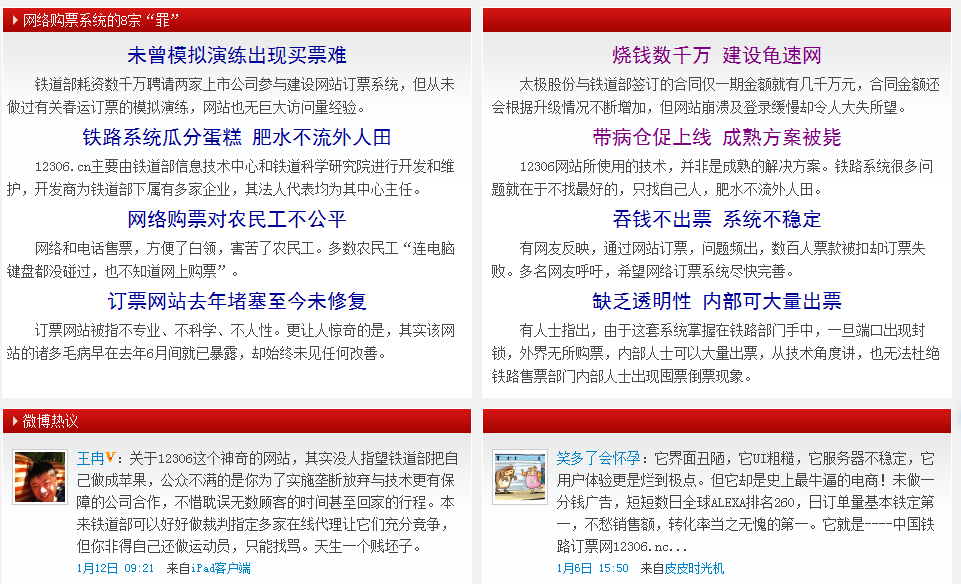 网络购票系统的8宗“罪”
未曾模拟演练出现买票难
铁道部耗资数千万聘请两家上市公司参与建设网站订票系统，但从未
做过有关春运订票的模拟演练，网站也无巨大访问量经验。
铁路系统瓜分蛋糕 肥水不流外人田
12306.cn主要由铁道部信息技术中心和铁道科学研究院进行开发和维
护，开发商为铁道部下属有多家企业，其法人代表均为其中心主任。
网络购票对农民工不公平
网络和电话售票，方便了白领，害苦了农民工。多数农民工“连电脑
键盘都没碰过，也不知道网上购票”。
订票网站去年堵塞至今未修复
订票网站被指不专业、不科学、不人性。更让人惊奇的是，其实该网
站的诸多毛病早在去年6月间就已暴露，却始终未见任何改善。
烧钱数千万 建设龟速网
太极股份与铁道部签订的合同仅一期金额就有几千万元，合同金额还
会根据升级情况不断增加，但网站崩溃及登录缓慢却令人大失所望。
带病仓促上线 成熟方案被毙
12306网站所使用的技术，并非是成熟的解决方案。铁路系统很多问
题就在于不找最好的，只找自己人，肥水不流外人田。
吞钱不出票 系统不稳定
有网友反映，通过网站订票，问题频出，数百人票款被扣却订票失
败。多名网友呼吁，希望网络订票系统尽快完善。
缺乏透明性 内部可大量出票
有人士指出，由于这套系统掌握在铁路部门手中，一旦端口出现封
锁，外界无所购票，内部人士可以大量出票，从技术角度讲，也无法杜绝
铁路售票部门内部人士出现囤票倒票现象。
微博热议
王冉V：关于12306这个神奇的网站，其实没人指望铁道部把自
己做成苹果，公众不满的是你为了实施垄断放弃与技术更有保
障的公司合作，不惜耽误无数顾客的时间甚至回家的行程。本
来铁道部可以好好做裁判指定多家在线代理让它们充分竞争，
但你非得自己还做运动员，只能找骂。天生一个贱坯子。
1月12日 09:21 来自iPad客户端
笑多了会怀孕：它界面丑陋，它UI粗糙，它服务器不稳定，它
用户体验更是烂到极点。但它却是史上最牛逼的电商！未做一
分钱广告，短短数日全球ALEXA排名260，日订单量基本铁定第
一，不愁销售额，转化率当之无愧的第一。它就是----中国铁
路订票网12306.nc...
1月6日 15:50 来自皮皮时光机